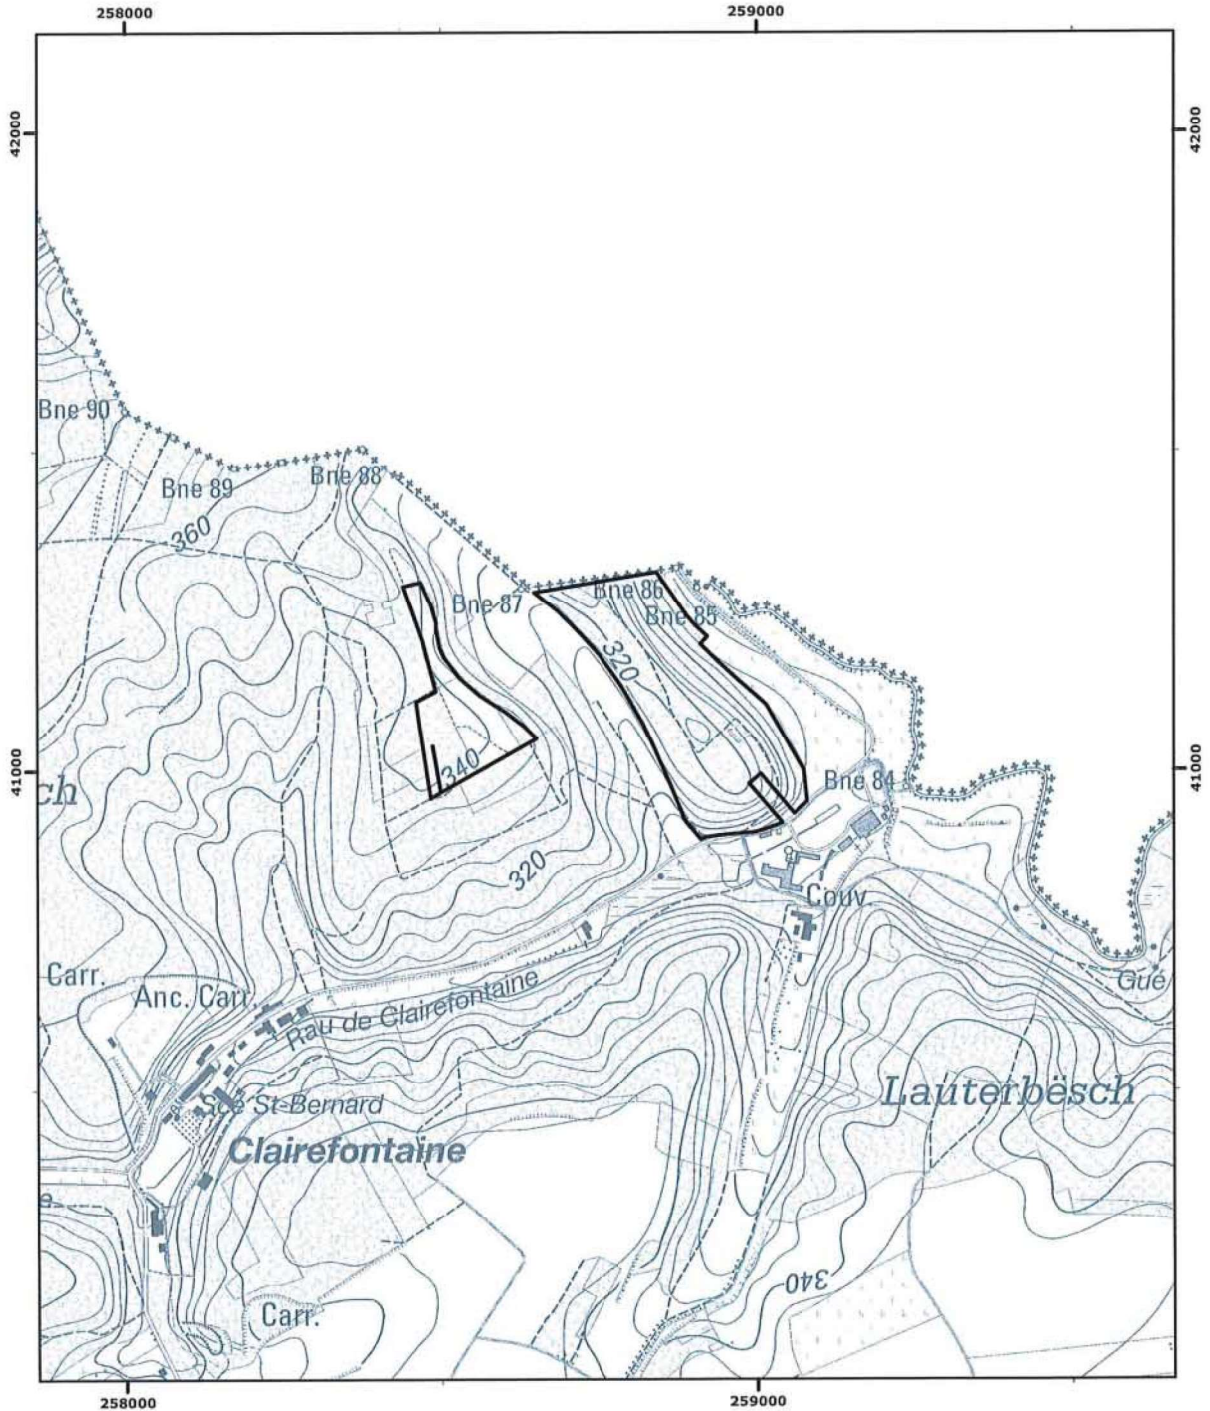 258000
259000
42000
42000
Bne 90
Bne 89
Bne 88
360
Bne 87
Bne 86
Bne 85
320
41000
41000
ch
340
Bne 84
320
Couv.
Carr.
Anc. Carr.
Rau de Clairefontaine
Gué
Sce St-Bernard
Lauterbësch
Clairefontaine
e
340
Carr.
258000
259000